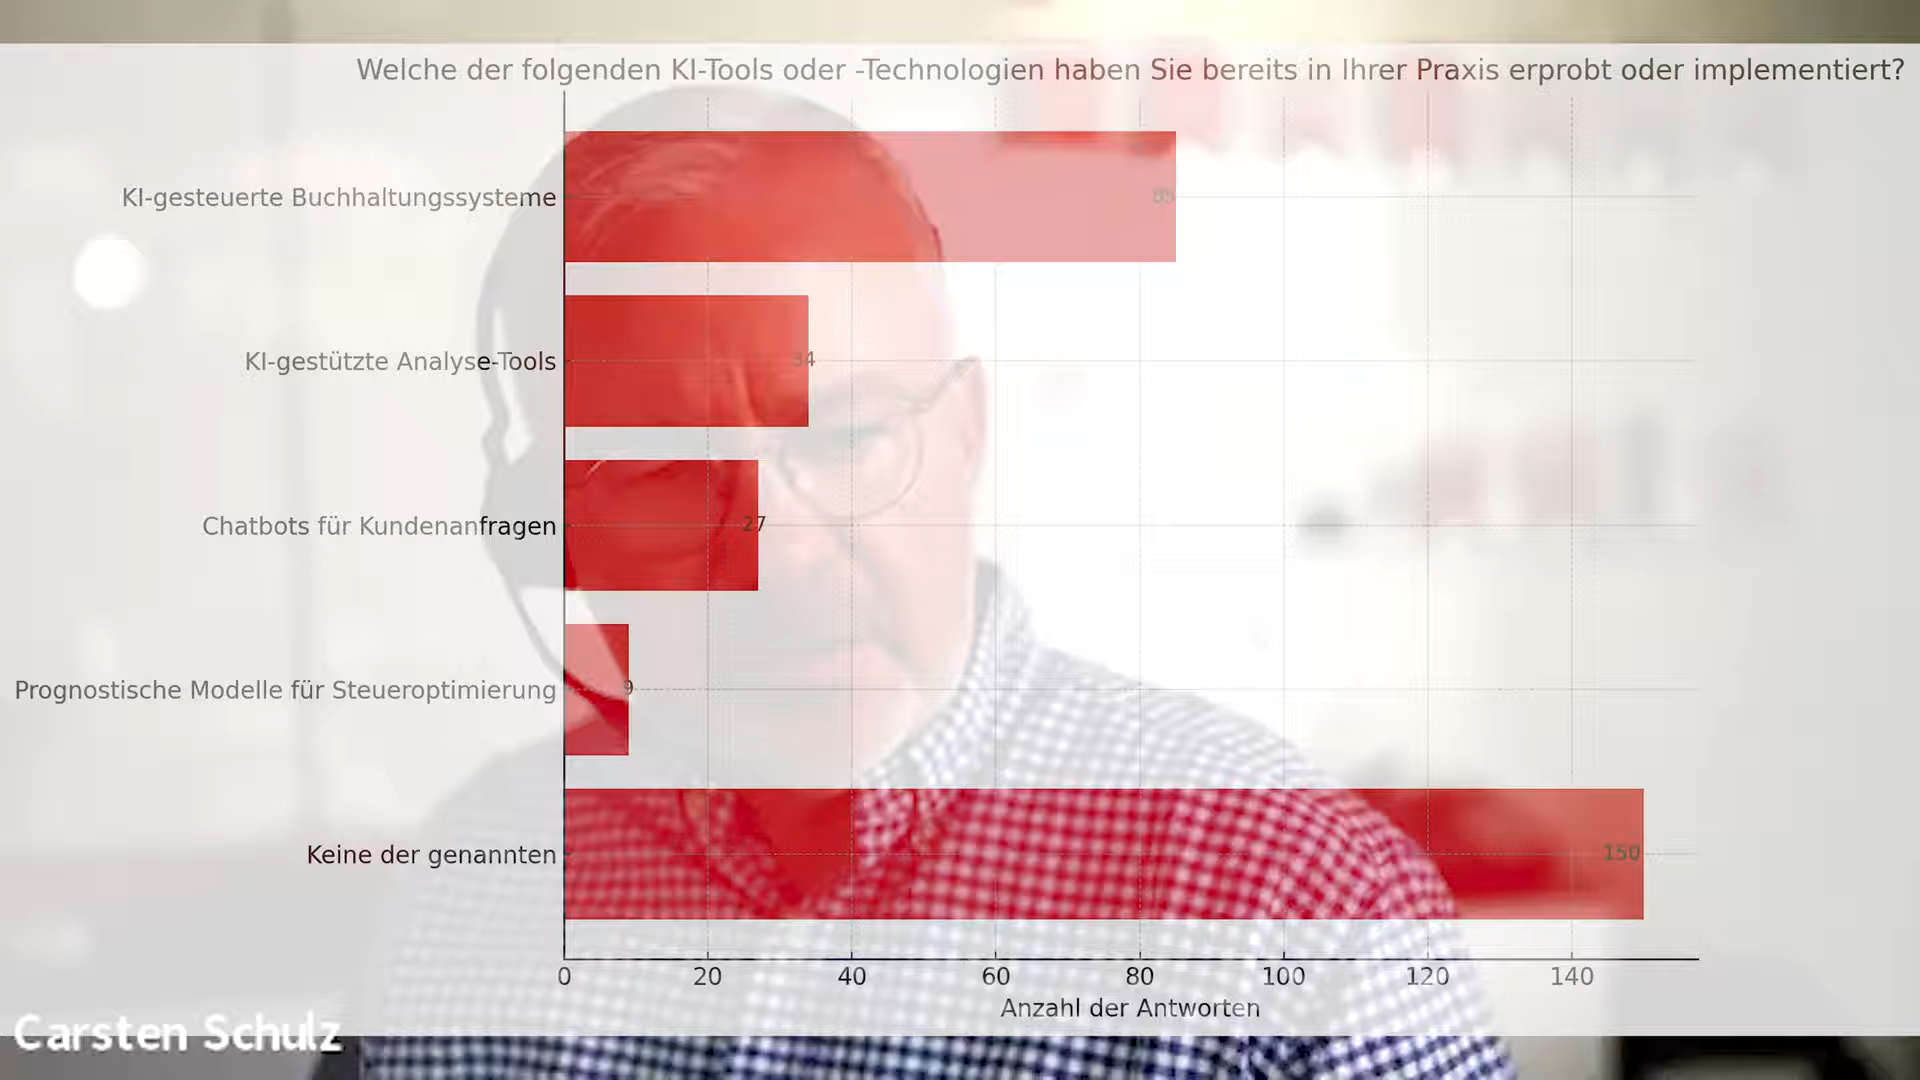 Welche der folgenden KI-Tools oder -Technologien haben Sie bereits in Ihrer Praxis erprobt oder implementiert?
KI-gesteuerte Buchhaltungssysteme
85
KI-gestützte Analyse-Tools
34
Chatbots für Kundenanfragen
27
Prognostische Modelle für Steueroptimierung
9
Keine der genannten
150
0 20 40 60 80 100 120 140
Anzahl der Antworten
Carsten Schulz